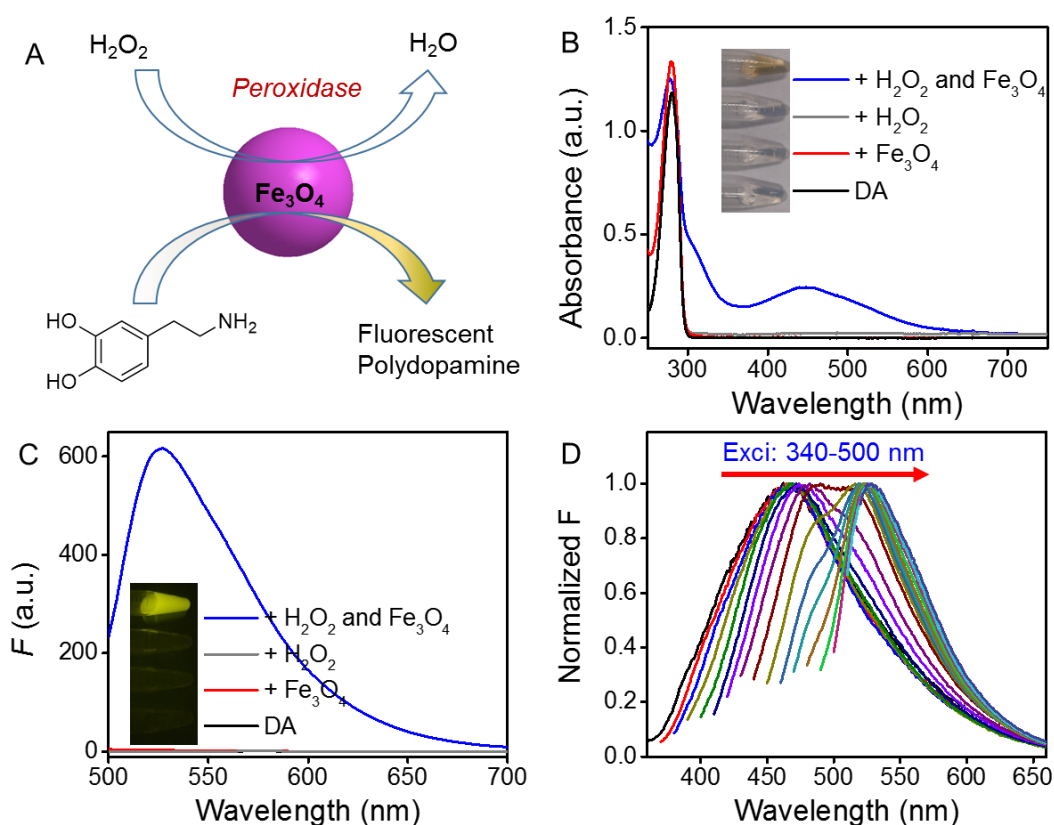 A
H₂O₂
H₂O
Peroxidase
Fe₃O₄
HO
HO
NH₂
Fluorescent
Polydopamine
B
+ H₂O₂ and Fe₃O₄
+ H₂O₂
+ Fe₃O₄
DA
Absorbance (a.u.)
1.5
1.0
0.5
0.0
300 400 500 600 700
Wavelength (nm)
C
F (a.u.)
600
400
200
0
+ H₂O₂ and Fe₃O₄
+ H₂O₂
+ Fe₃O₄
DA
500 550 600 650 700
Wavelength (nm)
D
Exci: 340-500 nm
Normalized F
1.0
0.8
0.6
0.4
0.2
0.0
400 450 500 550 600 650
Wavelength (nm)